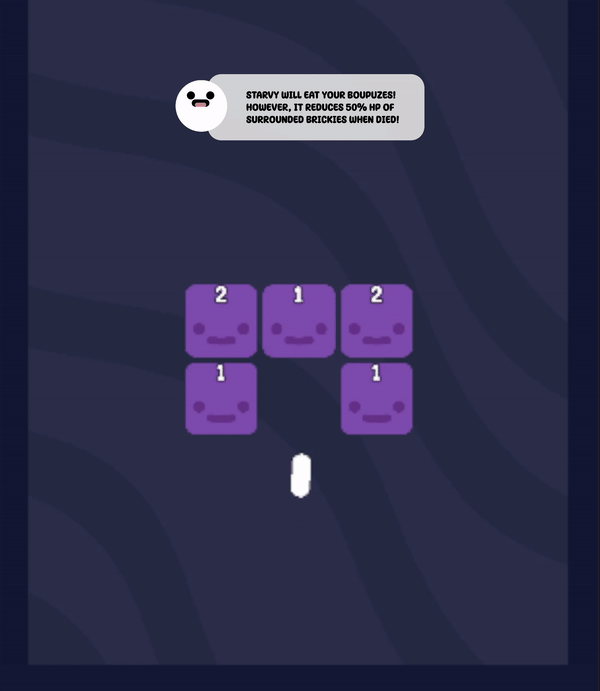 STARVY WILL EAT YOUR BOUPUZES!
HOWEVER, IT REDUCES 50% HP OF
SURROUNDED BRICKIES WHEN DIED!
2 1 2
1 1